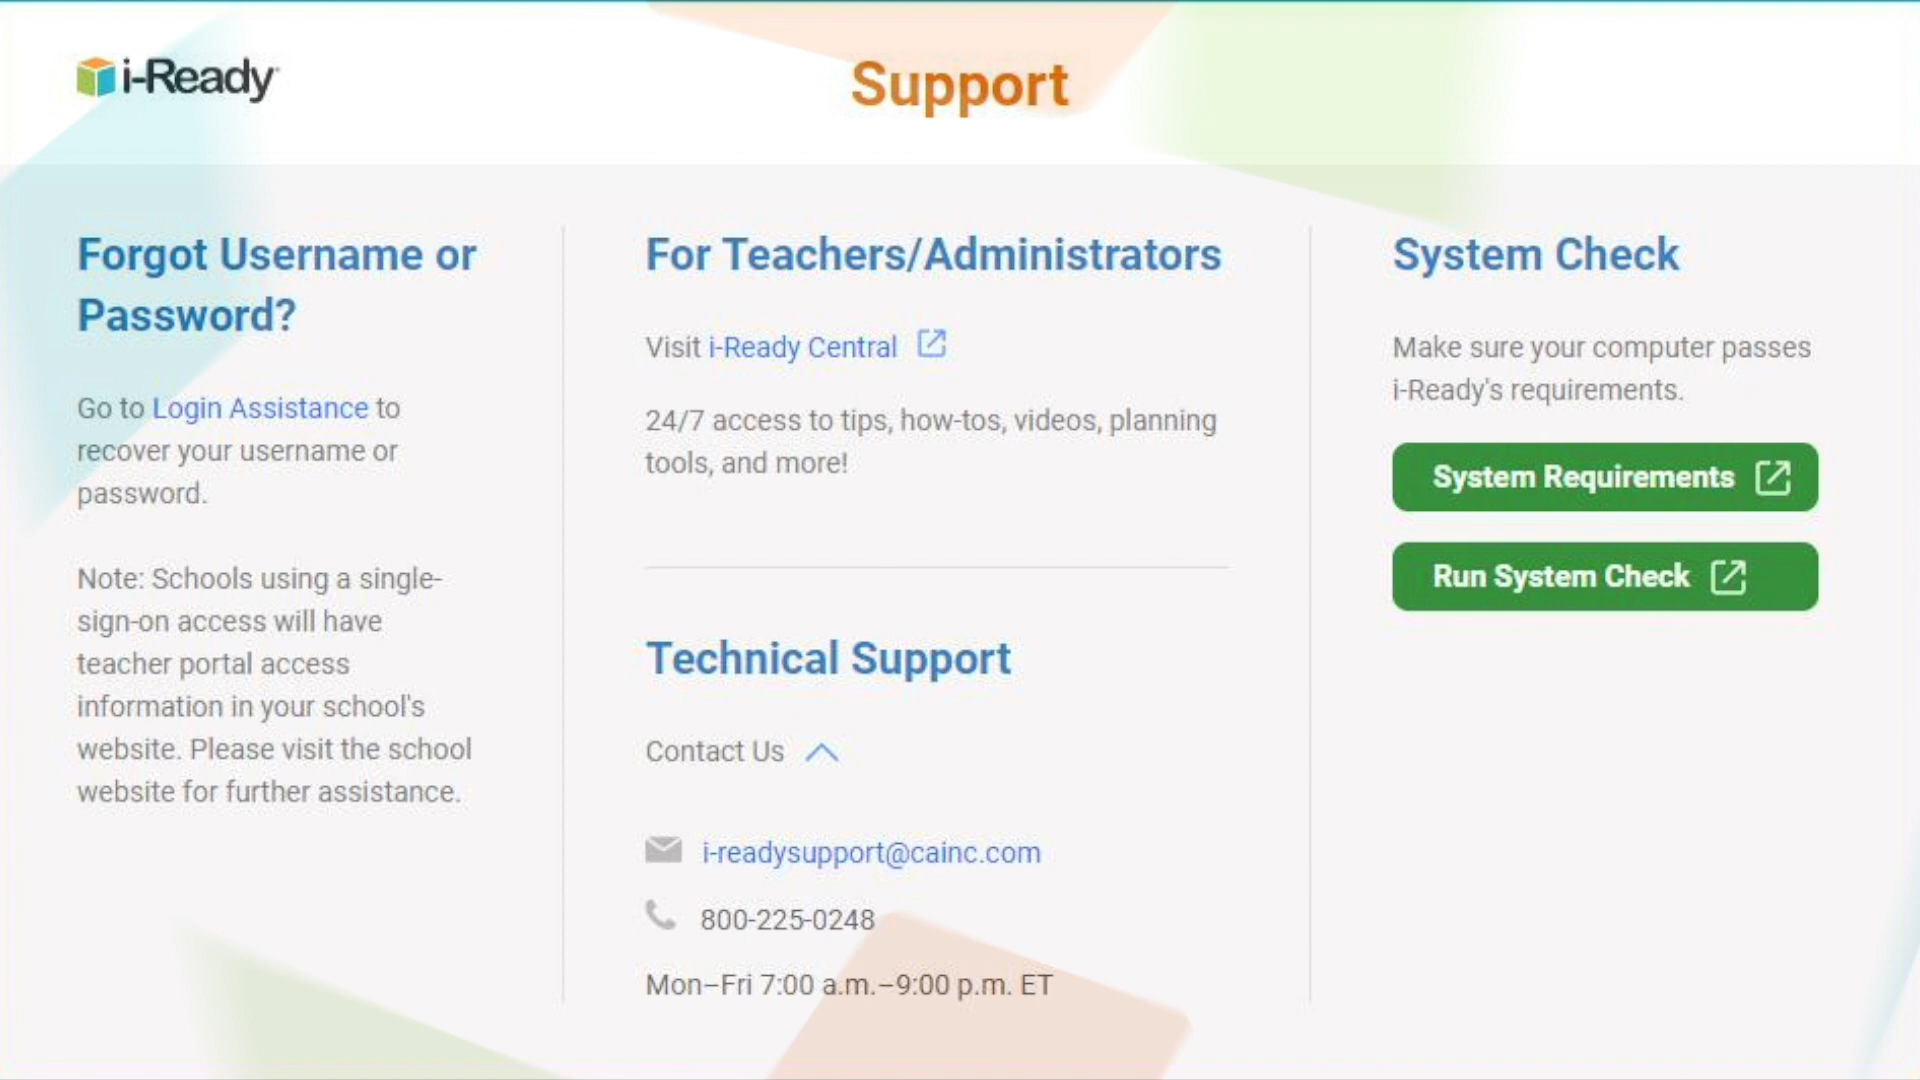 i-Ready
Support
Forgot Username or
Password?
Go to Login Assistance to
recover your username or
password.
Note: Schools using a single-
sign-on access will have
teacher portal access
information in your school's
website. Please visit the school
website for further assistance.
For Teachers/Administrators
Visit i-Ready Central
24/7 access to tips, how-tos, videos, planning
tools, and more!
Technical Support
Contact Us
i-readysupport@cainc.com
800-225-0248
Mon–Fri 7:00 a.m.–9:00 p.m. ET
System Check
Make sure your computer passes
i-Ready's requirements.
System Requirements
Run System Check